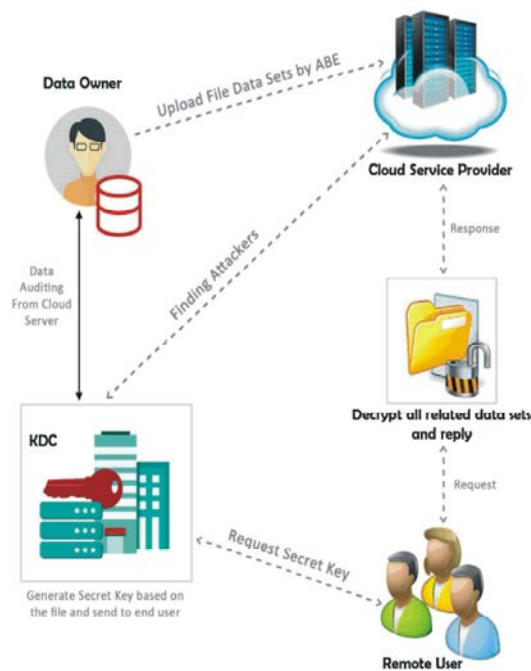 Data Owner
Upload File Data Sets by ABE
Cloud Service Provider
Data
Auditing
From Cloud
Server
Finding Attackers
Response
Decrypt all related data sets
and reply
KDC
Request
Request Secret Key
Generate Secret Key based on
the file and send to end user
Remote User